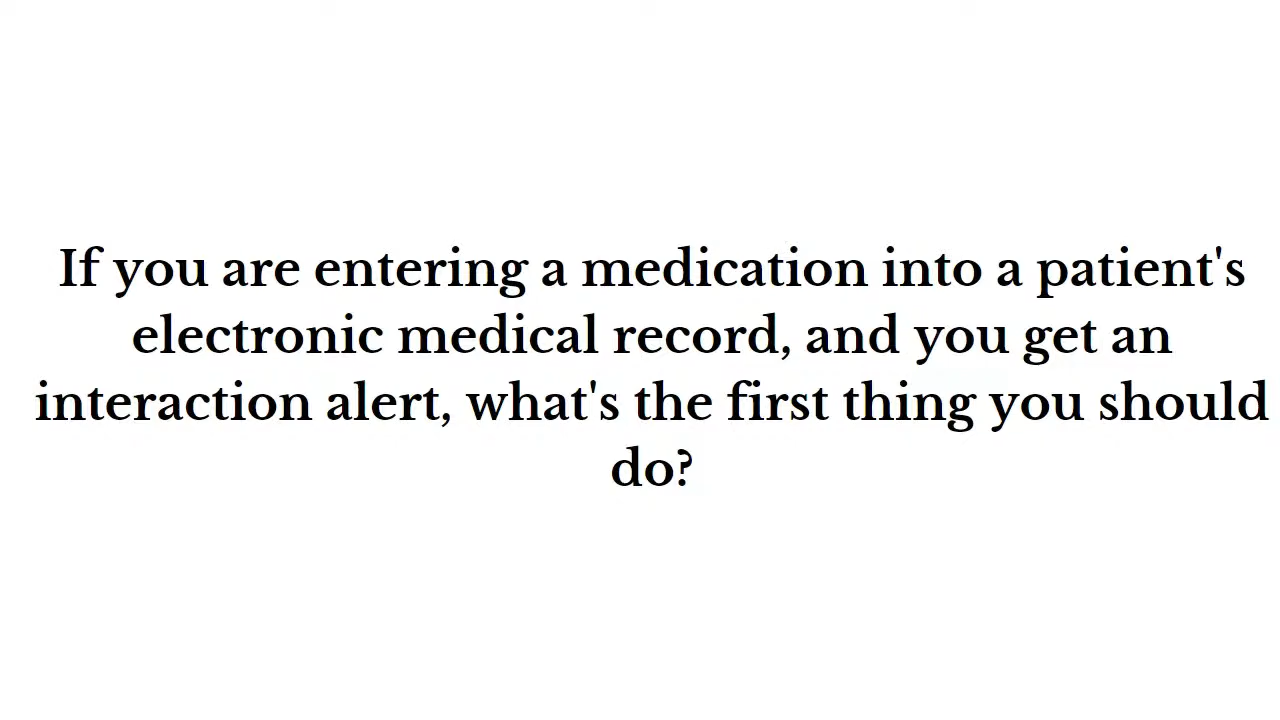 If you are entering a medication into a patient's
electronic medical record, and you get an
interaction alert, what's the first thing you should
do?